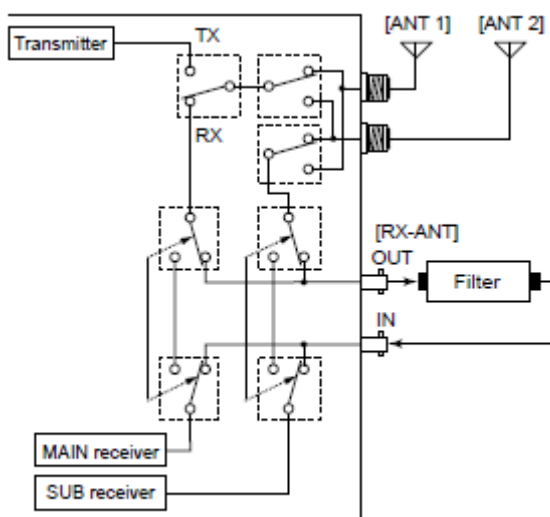 [ANT 1] [ANT 2]
TX
Transmitter
RX
[RX-ANT]
OUT
Filter
IN
MAIN receiver
SUB receiver